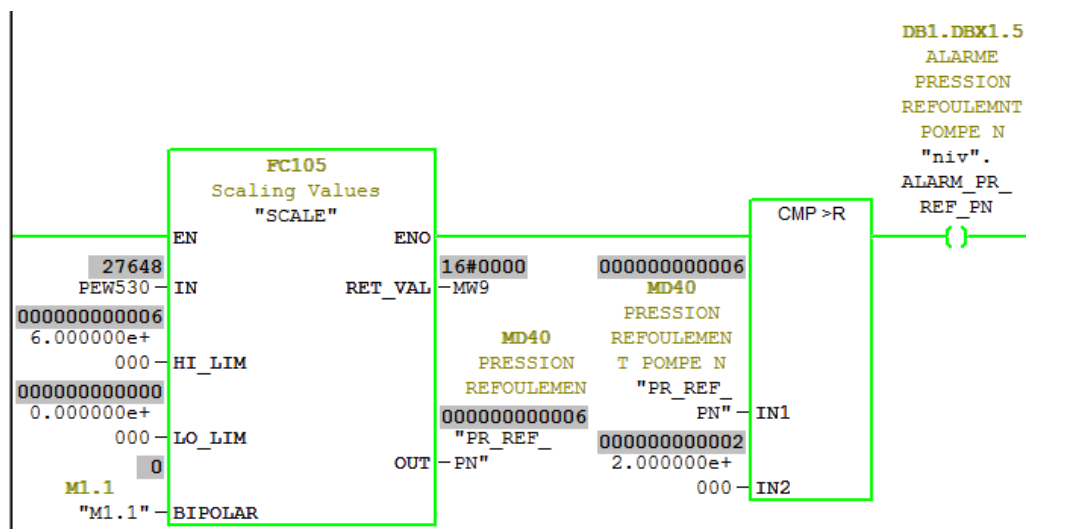 DB1.DBX1.5
ALARME
PRESSION
REFOULEMNT
POMPE N
"niv".
ALARM_PR_
REF_PN
FC105
Scaling Values
"SCALE"
CMP >R
EN ENO
27648 16#0000 000000000006
PEW530 IN RET_VAL MW9 MD40
000000000006 PRESSION
6.000000e+ MD40 REFOULEMEN
000 HI_LIM PRESSION T POMPE N
000000000000 REFOULEMEN "PR_REF_
0.000000e+ 000000000006 PN" IN1
000 LO_LIM "PR_REF_ 000000000002
0 OUT PN" 2.000000e+
M1.1 000 IN2
"M1.1" BIPOLAR